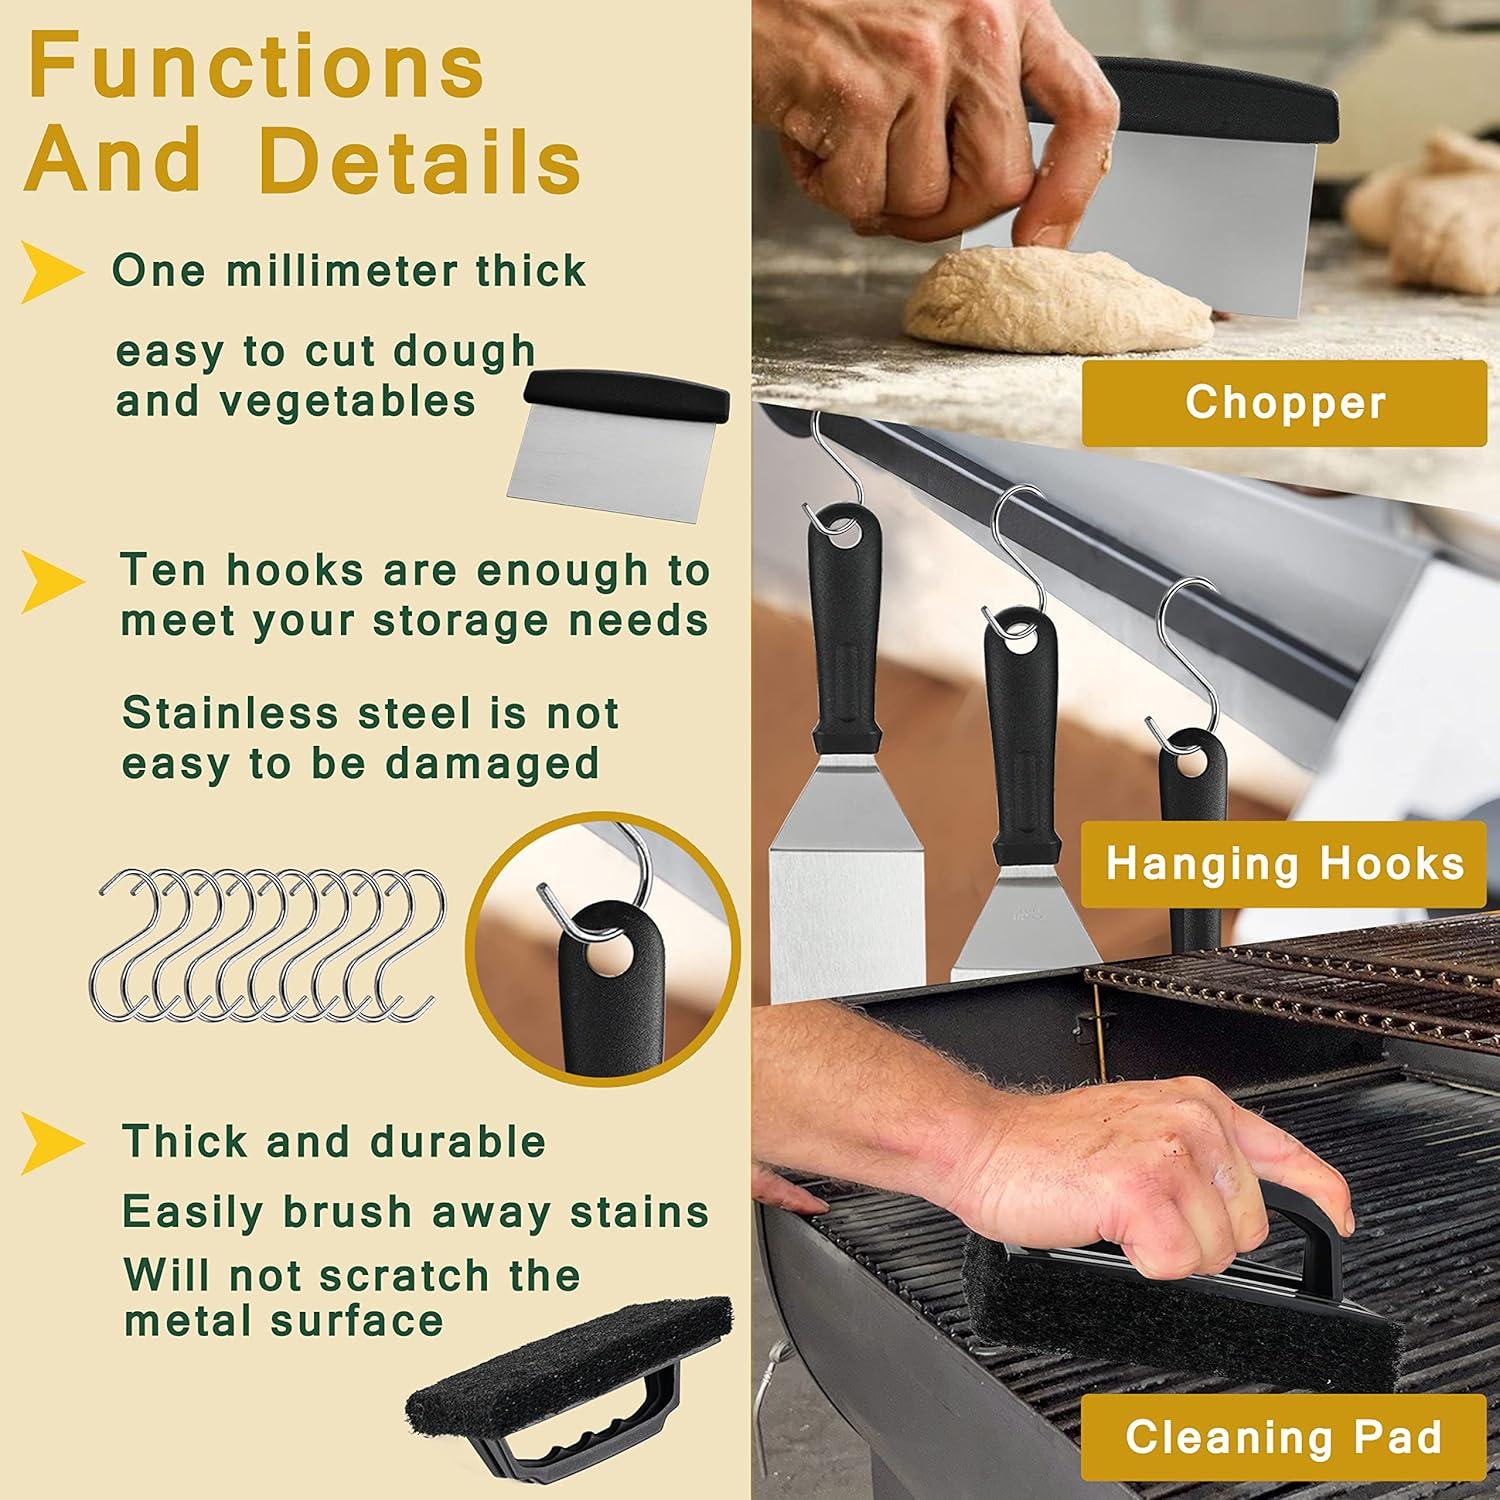 Functions
And Details
One millimeter thick
easy to cut dough
and vegetables
Chopper
Ten hooks are enough to
meet your storage needs
Stainless steel is not
easy to be damaged
Hanging Hooks
Thick and durable
Easily brush away stains
Will not scratch the
metal surface
Cleaning Pad